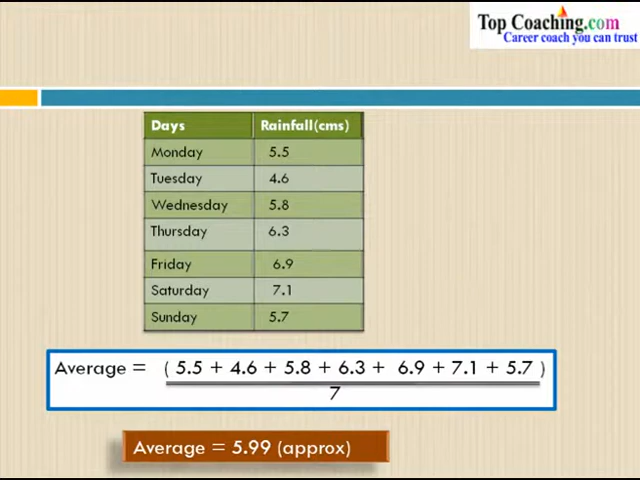 Top Coaching.com
Career coach you can trust
Days Rainfall(cms)
Monday 5.5
Tuesday 4.6
Wednesday 5.8
Thursday 6.3
Friday 6.9
Saturday 7.1
Sunday 5.7
Average = ( 5.5 + 4.6 + 5.8 + 6.3 + 6.9 + 7.1 + 5.7 )
7
Average = 5.99 (approx)